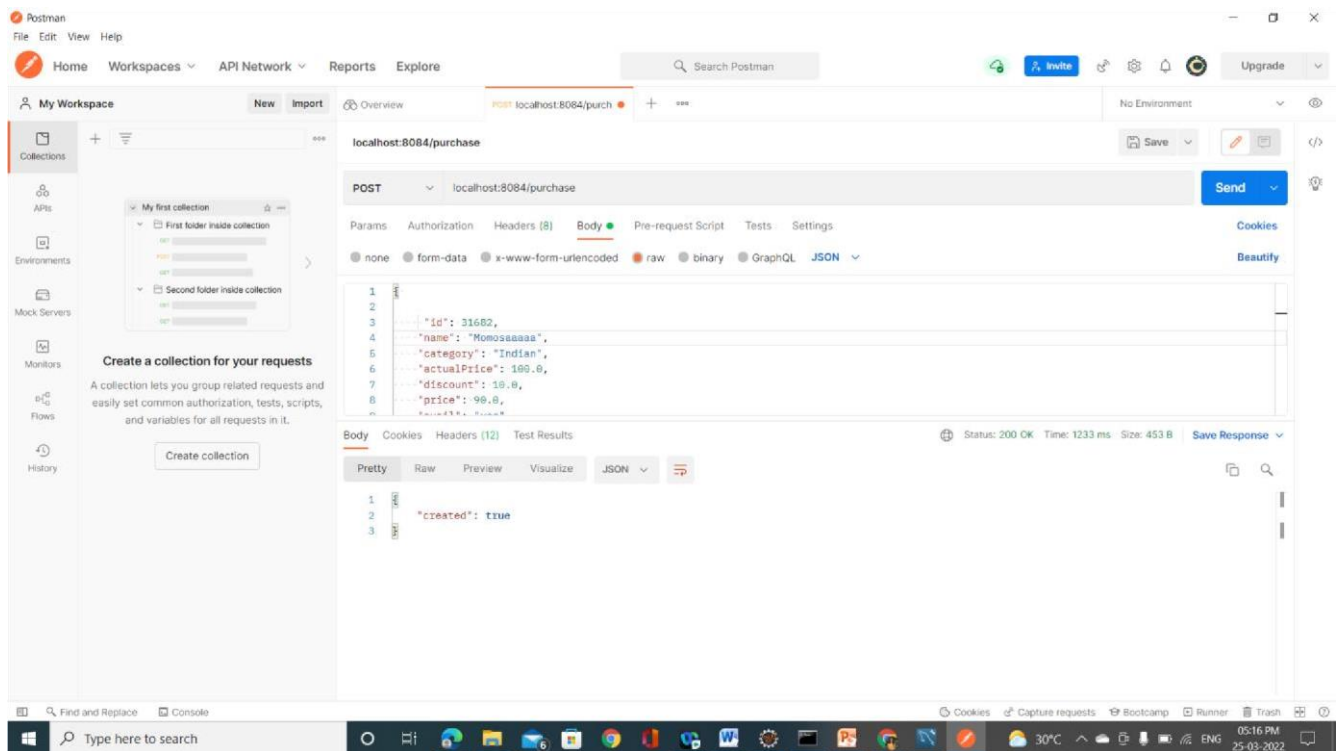 Postman
File Edit View Help
Home Workspaces API Network Reports Explore
Search Postman
Invite
Upgrade
My Workspace
New Import
Overview
POST localhost:8084/purch
No Environment
Collections
APIs
Environments
Mock Servers
Monitors
Flows
History
My first collection
First folder inside collection
GET
POST
GET
Second folder inside collection
GET
GET
Create a collection for your requests
A collection lets you group related requests and
easily set common authorization, tests, scripts,
and variables for all requests in it.
Create collection
localhost:8084/purchase
Save
POST localhost:8084/purchase
Send
Params Authorization Headers (8) Body Pre-request Script Tests Settings
Cookies
none form-data x-www-form-urlencoded raw binary GraphQL JSON
Beautify
1 {
2
3 "id": 31682,
4 "name": "Momosaaaaa",
5 "category": "Indian",
6 "actualPrice": 100.0,
7 "discount": 10.0,
8 "price": 90.0,
Body Cookies Headers (12) Test Results
Status: 200 OK Time: 1233 ms Size: 453 B Save Response
Pretty Raw Preview Visualize JSON
1 {
2 "created": true
3 }
Find and Replace Console
Cookies Capture requests Bootcamp Runner Trash
Type here to search
30°C ENG
05:16 PM
25-03-2022